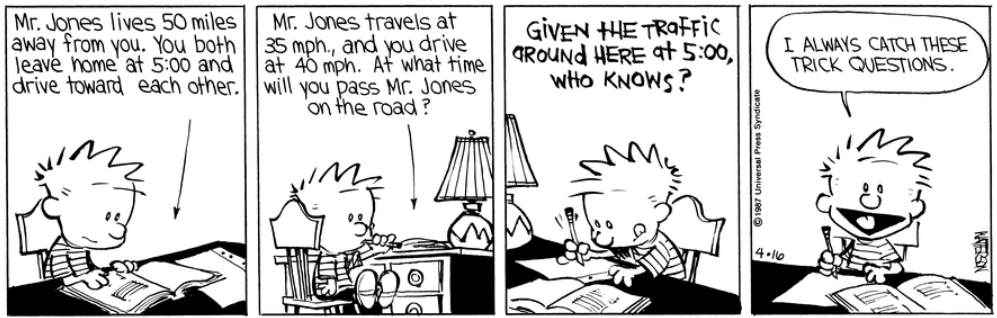 Mr. Jones lives 50 miles
away from you. You both
leave home at 5:00 and
drive toward each other.
Mr. Jones travels at
35 mph., and you drive
at 40 mph. At what time
will you pass Mr. Jones
on the road?
GIVEN THE TRAFFIC
AROUND HERE at 5:00,
WHO KNOWS?
I ALWAYS CATCH THESE
TRICK QUESTIONS.
©1987 Universal Press Syndicate
4·16
WATTERSON